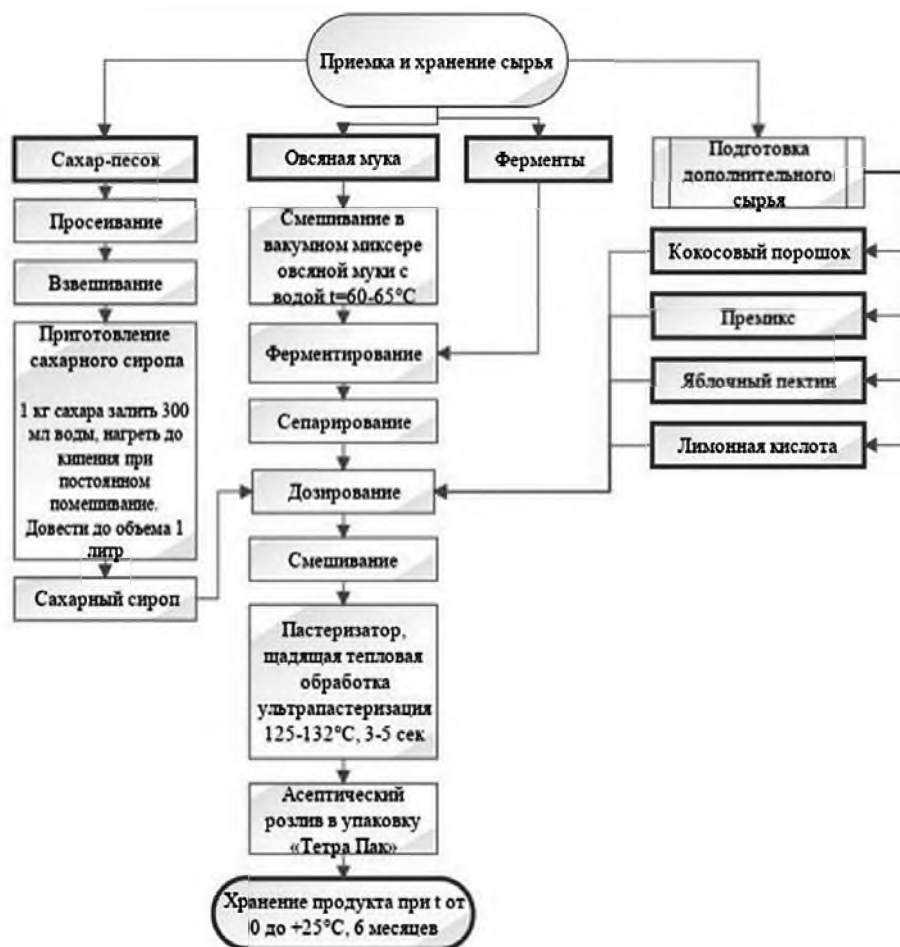 Приемка и хранение сырья
Сахар-песок
Овсяная мука
Ферменты
Подготовка
дополнительного
сырья
Просеивание
Взвешивание
Приготовление
сахарного сиропа
1 кг сахара залить 300
мл воды, нагреть до
кипения при
постоянном
помешивание.
Довести до объема 1
литр
Сахарный сироп
Смешивание в
вакумном миксере
овсяной муки с
водой t=60-65°C
Ферментирование
Сепарирование
Дозирование
Смешивание
Пастеризатор,
щадящая тепловая
обработка
ультрапастеризация
125-132°C, 3-5 сек
Асептический
розлив в упаковку
«Тетра Пак»
Хранение продукта при t от
0 до +25°C, 6 месяцев
Кокосовый порошок
Премикс
Яблочный пектин
Лимонная кислота